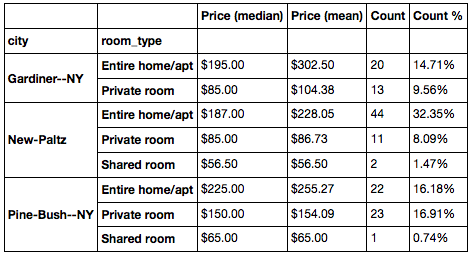 Price (median) Price (mean) Count Count %
city room_type
Gardiner--NY Entire home/apt $195.00 $302.50 20 14.71%
Private room $85.00 $104.38 13 9.56%
New-Paltz Entire home/apt $187.00 $228.05 44 32.35%
Private room $85.00 $86.73 11 8.09%
Shared room $56.50 $56.50 2 1.47%
Pine-Bush--NY Entire home/apt $225.00 $255.27 22 16.18%
Private room $150.00 $154.09 23 16.91%
Shared room $65.00 $65.00 1 0.74%